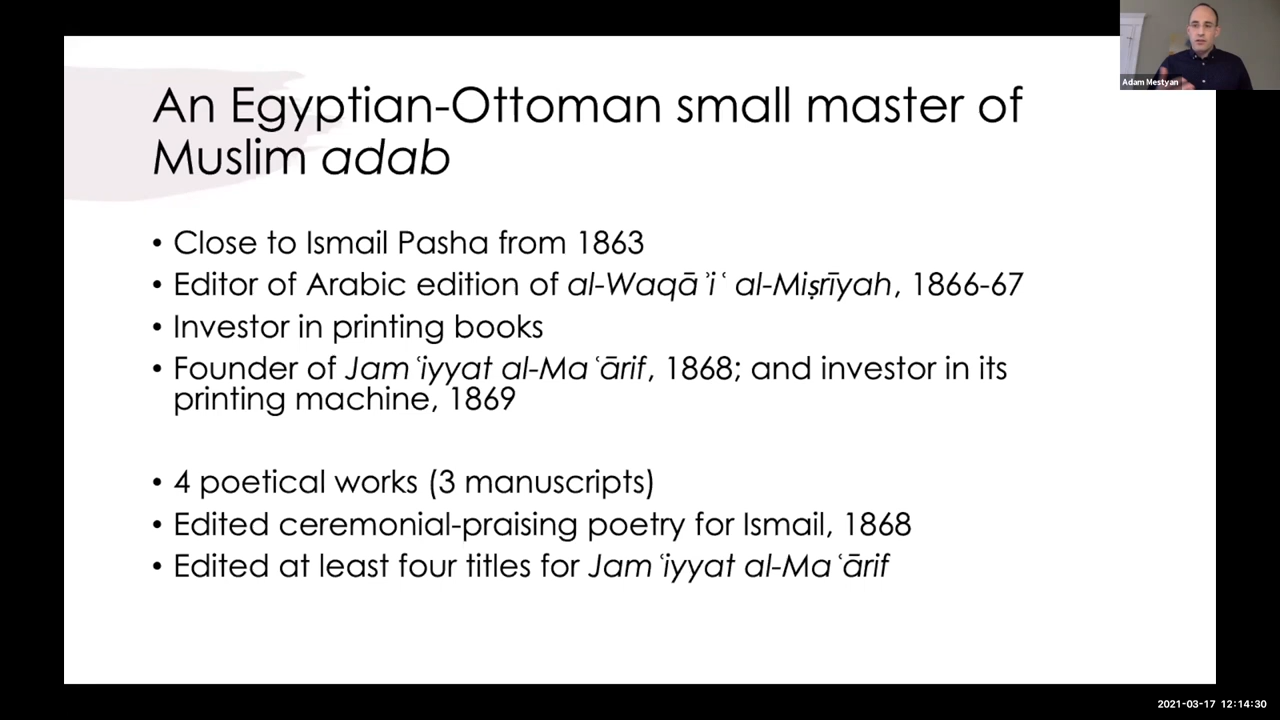 Adam Mestyan
An Egyptian-Ottoman small master of
Muslim adab
• Close to Ismail Pasha from 1863
• Editor of Arabic edition of al-Waqāʾiʿ al-Miṣrīyah, 1866-67
• Investor in printing books
• Founder of Jamʿiyyat al-Maʿārif, 1868; and investor in its
printing machine, 1869
• 4 poetical works (3 manuscripts)
• Edited ceremonial-praising poetry for Ismail, 1868
• Edited at least four titles for Jamʿiyyat al-Maʿārif
2021-03-17 12:14:30